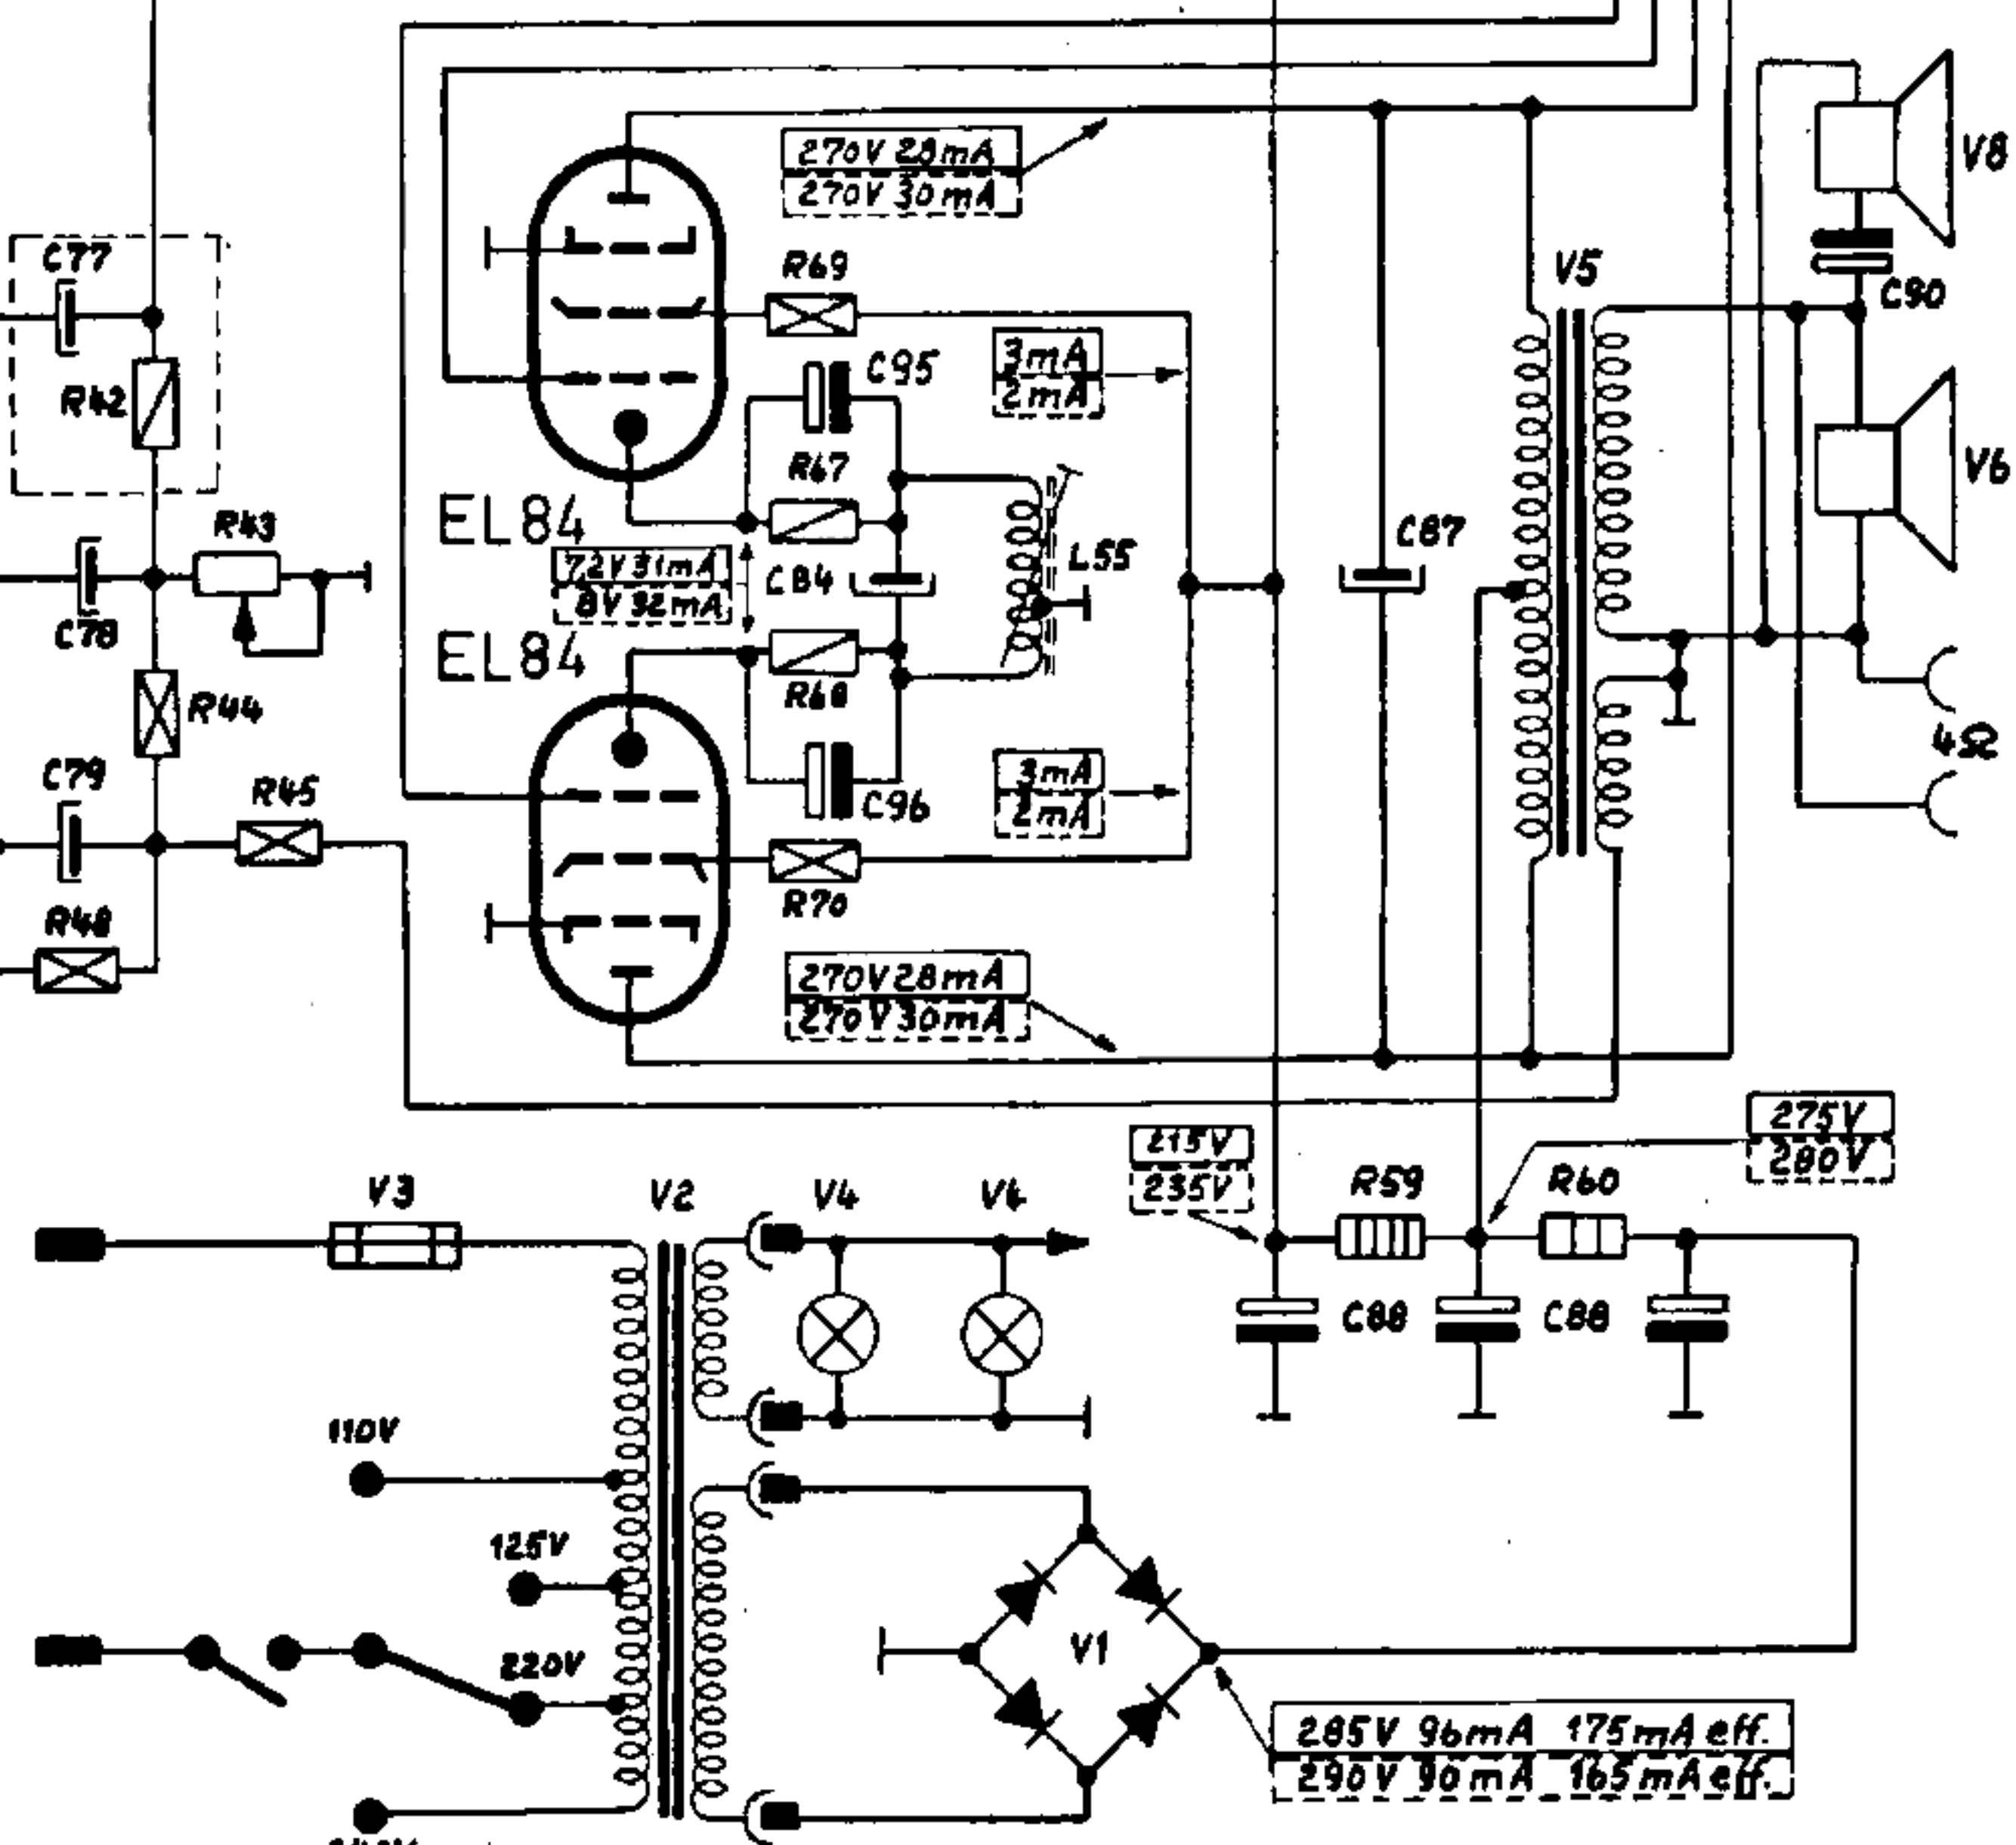 270V 28mA
270V 30mA
V8
C77
R69
V5
C90
3mA
2mA
C95
R42
R47
V6
EL84
R43
C87
7,2V 31mA
8V 32mA
C84
L55
C78
EL84
R68
R44
4Ω
C79
R45
3mA
2mA
C96
R48
R70
270V 28mA
270V 30mA
275V
280V
215V
235V
V3
V2
V4
V4
R59
R60
C88
C88
110V
125V
220V
V1
285V 96mA 175mA eff.
290V 90mA 165mA eff.